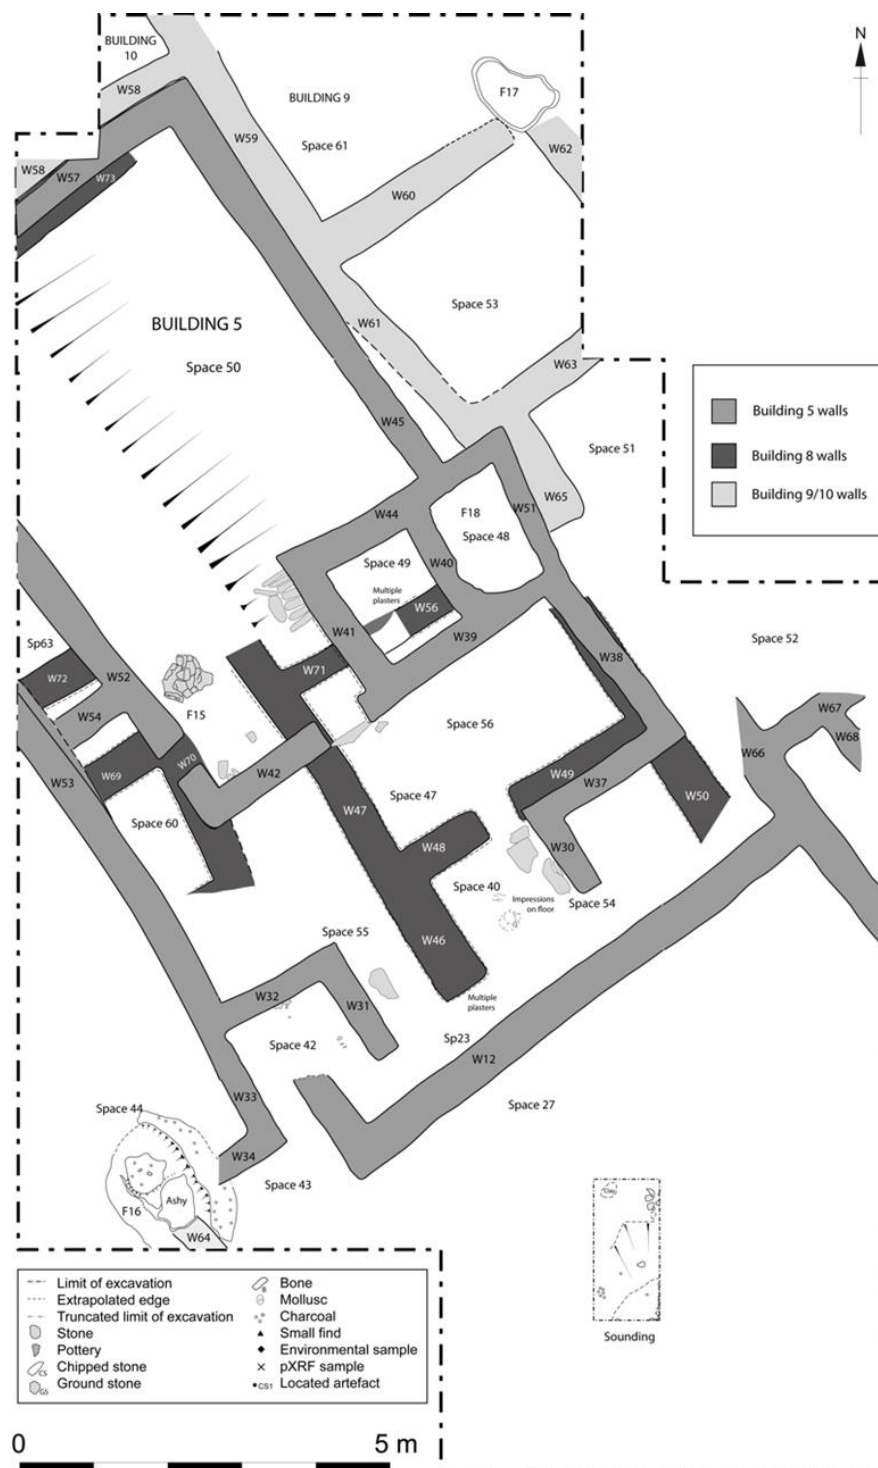 BUILDING
10
N
W58
BUILDING 9
F17
W59
Space 61
W62
W58
W57
W73
W60
Space 53
BUILDING 5
W61
Space 50
W63
W45
Building 5 walls
Building 8 walls
Building 9/10 walls
Space 51
W65
W44
F18
W51
Space 48
Space 49
W40
Multiple
plasters
W56
Sp63
W41
W39
Space 52
W38
W72
W52
W71
F15
W54
Space 56
W67
W68
W66
W53
W70
W42
W69
W49
W37
W50
Space 60
W47
Space 47
W48
W30
Space 40
Impressions
on floor
Space 54
Space 55
W46
W32
W31
Multiple
plasters
Space 42
Sp23
W12
W33
Space 44
Space 27
W34
Space 43
Ashy
F16
W64
Sounding
Limit of excavation
Extrapolated edge
Truncated limit of excavation
Stone
Pottery
Chipped stone
CS
Ground stone
GS
Bone
B
Mollusc
Charcoal
Small find
Environmental sample
pXRF sample
CS1 Located artefact
0 5 m